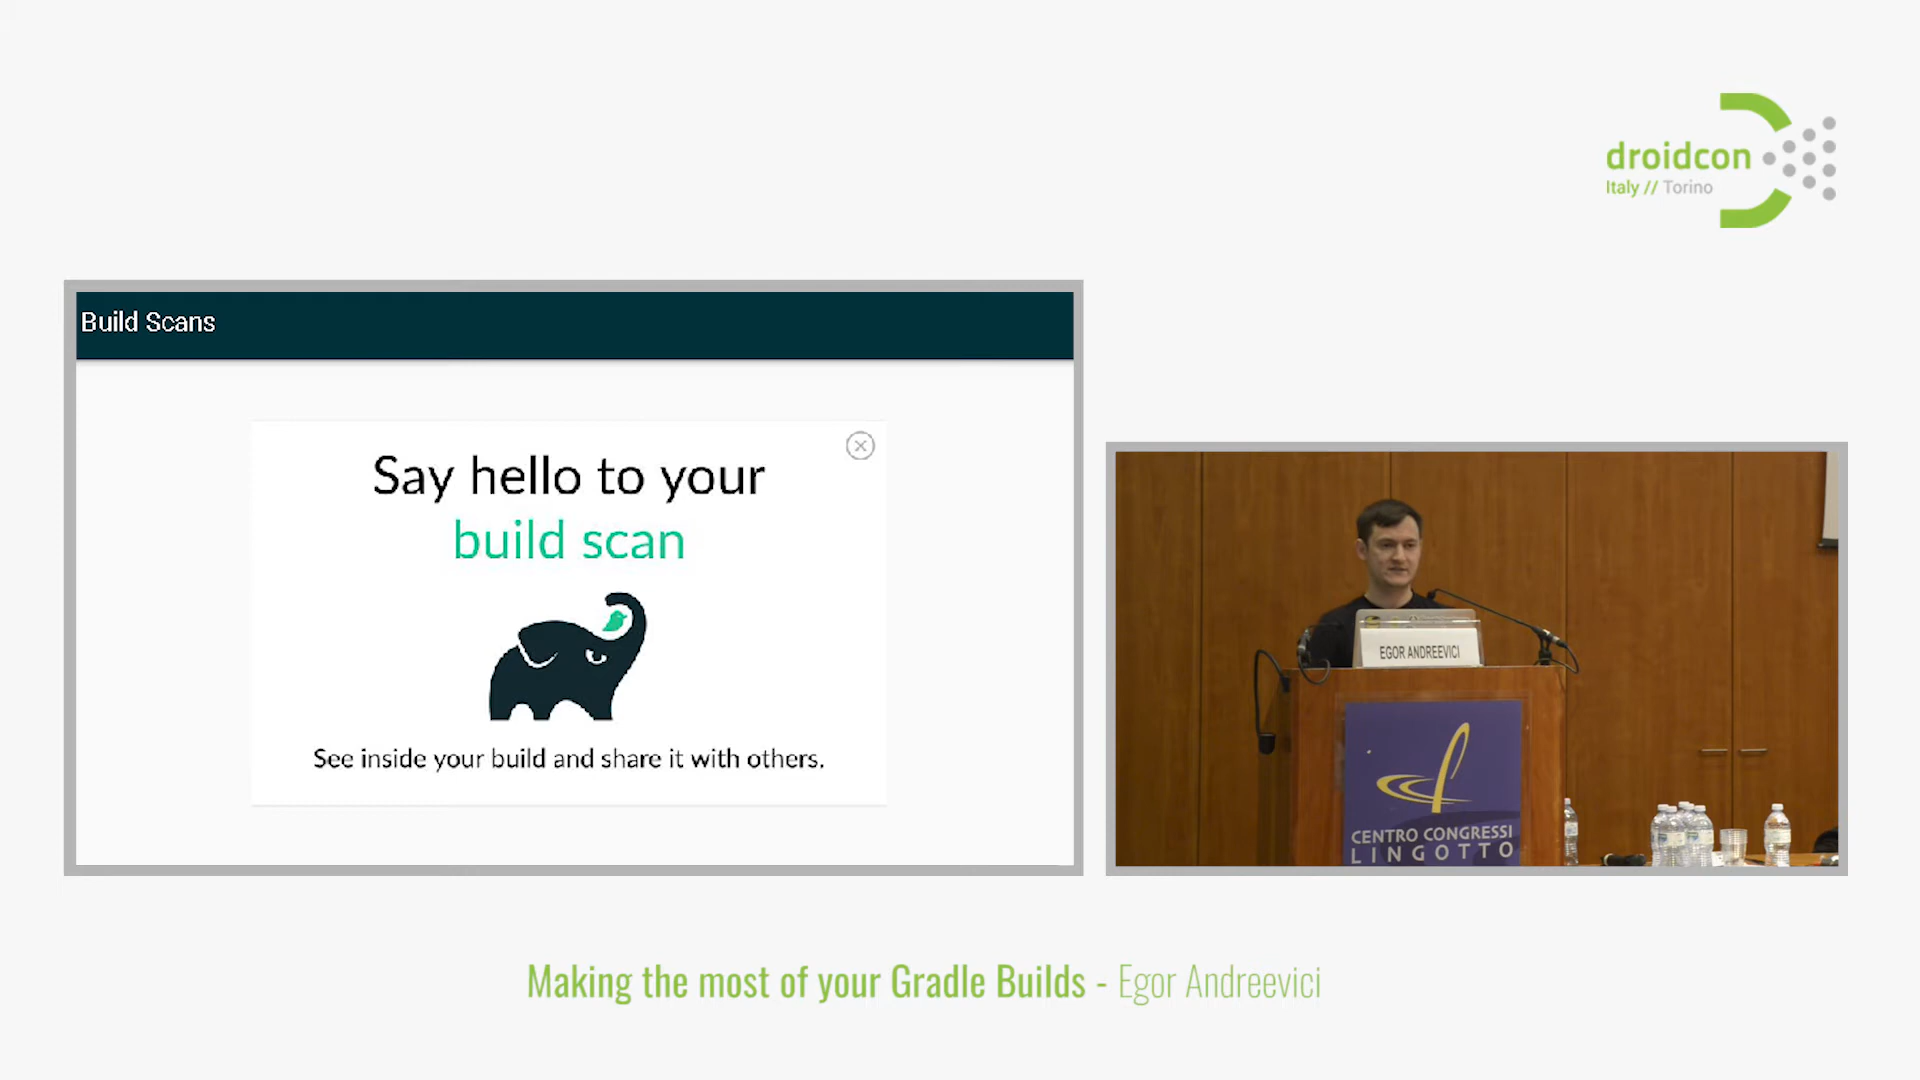 droidcon
Italy // Torino
Build Scans
Say hello to your
build scan
See inside your build and share it with others.
EGOR ANDREEVICI
CENTRO CONGRESSI
LINGOTTO
Making the most of your Gradle Builds - Egor Andreevici